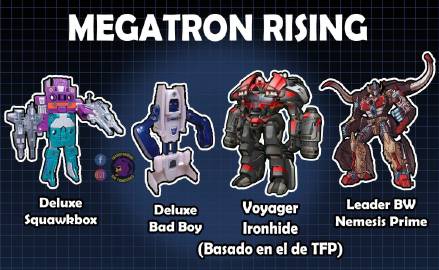 MEGATRON RISING
Deluxe
Squawkbox
Deluxe
Bad Boy
Voyager
Ironhide
(Basado en el de TFP)
Leader BW
Nemesis Prime